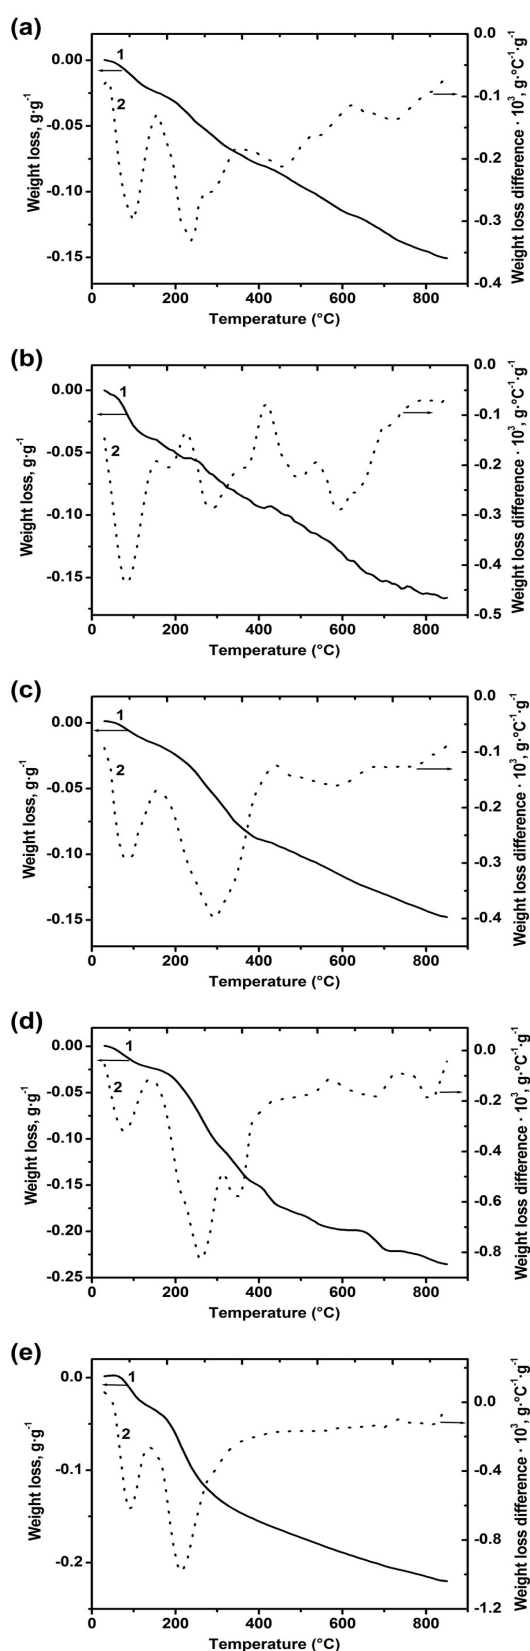 (a)
Weight loss, g·g⁻¹
0.00
-0.05
-0.10
-0.15
1
2
0.0
-0.1
-0.2
-0.3
-0.4
Weight loss difference · 10³, g·°C⁻¹·g⁻¹
0 200 400 600 800
Temperature (°C)
(b)
Weight loss, g·g⁻¹
0.00
-0.05
-0.10
-0.15
1
2
0.0
-0.1
-0.2
-0.3
-0.4
-0.5
Weight loss difference · 10³, g·°C⁻¹·g⁻¹
0 200 400 600 800
Temperature (°C)
(c)
Weight loss, g·g⁻¹
0.00
-0.05
-0.10
-0.15
1
2
0.0
-0.1
-0.2
-0.3
-0.4
Weight loss difference · 10³, g·°C⁻¹·g⁻¹
0 200 400 600 800
Temperature (°C)
(d)
Weight loss, g·g⁻¹
0.00
-0.05
-0.10
-0.15
-0.20
-0.25
1
2
0.0
-0.2
-0.4
-0.6
-0.8
Weight loss difference · 10³, g·°C⁻¹·g⁻¹
0 200 400 600 800
Temperature (°C)
(e)
Weight loss, g·g⁻¹
0.0
-0.1
-0.2
1
2
0.0
-0.4
-0.8
-1.2
Weight loss difference · 10³, g·°C⁻¹·g⁻¹
0 200 400 600 800
Temperature (°C)